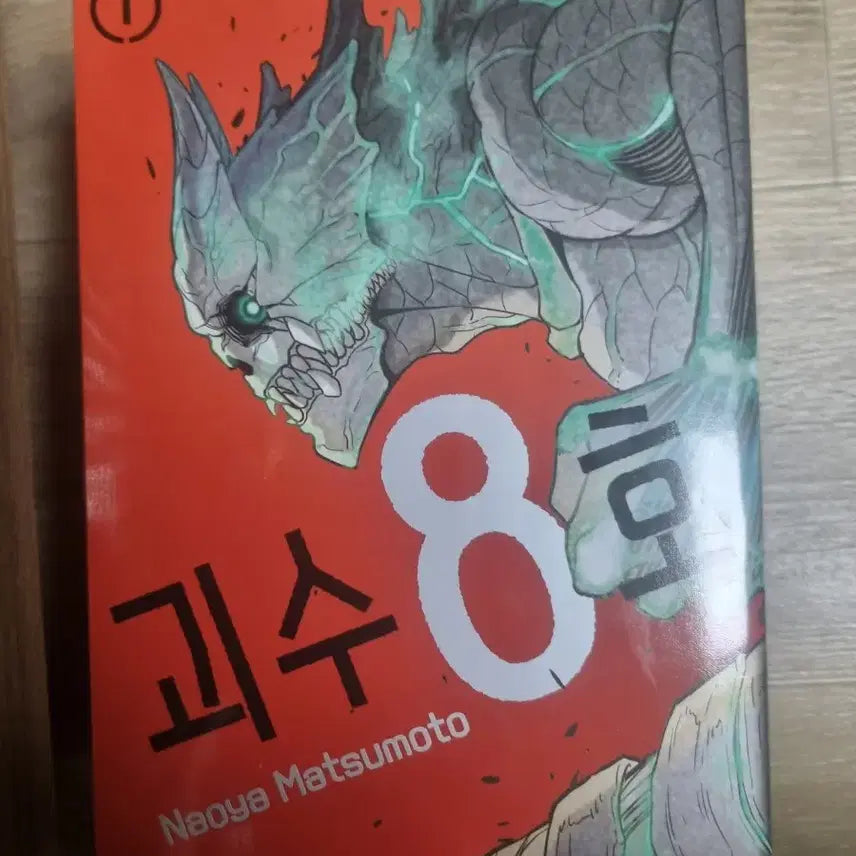 1
괴수 8호
Naoya Matsumoto